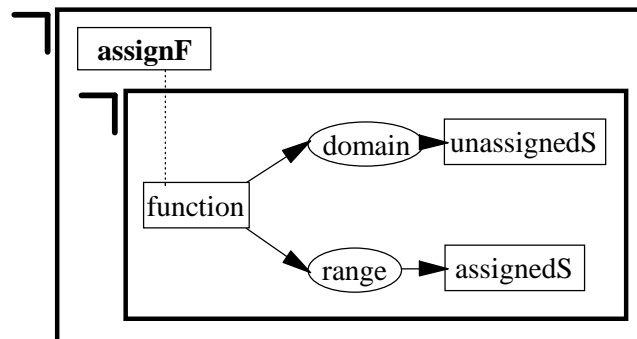 assignF
domain
unassignedS
function
range
assignedS